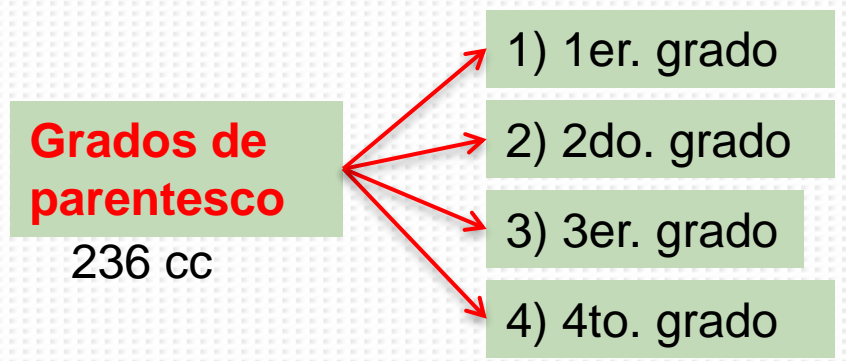 Grados de
parentesco
236 cc
1) 1er. grado
2) 2do. grado
3) 3er. grado
4) 4to. grado